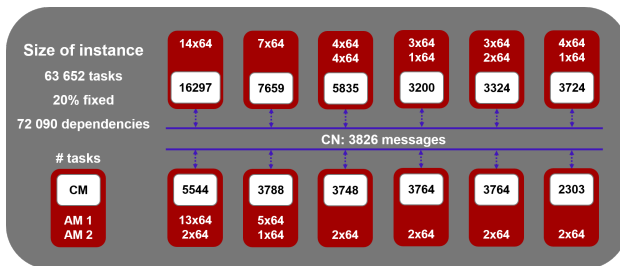 Size of instance
63 652 tasks
20% fixed
72 090 dependencies
# tasks
CM
AM 1
AM 2
14x64
16297
7x64
7659
4x64
4x64
5835
3x64
1x64
3200
3x64
2x64
3324
4x64
1x64
3724
CN: 3826 messages
5544
13x64
2x64
3788
5x64
1x64
3748
2x64
3764
2x64
3764
2x64
2303
2x64